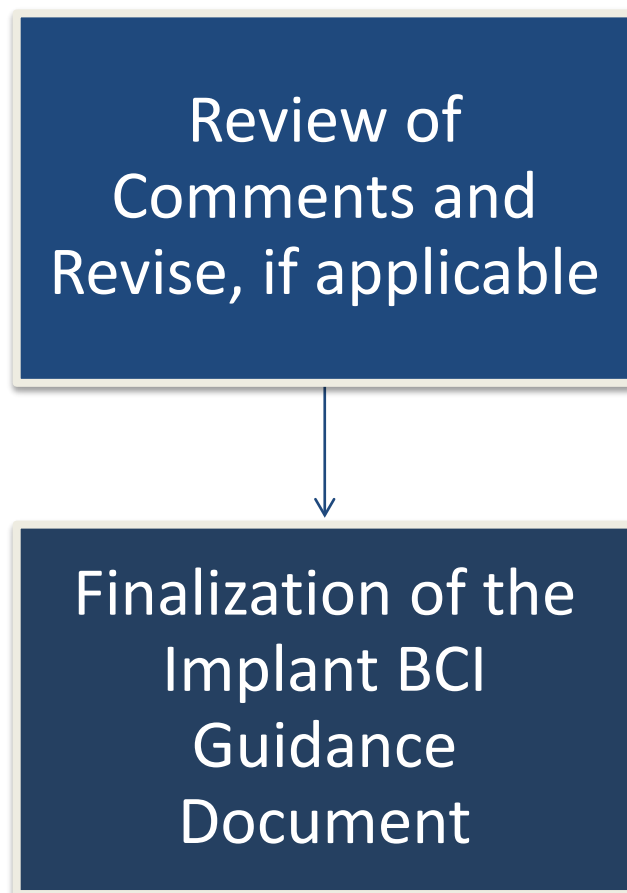 Review of
Comments and
Revise, if applicable
Finalization of the
Implant BCI
Guidance
Document